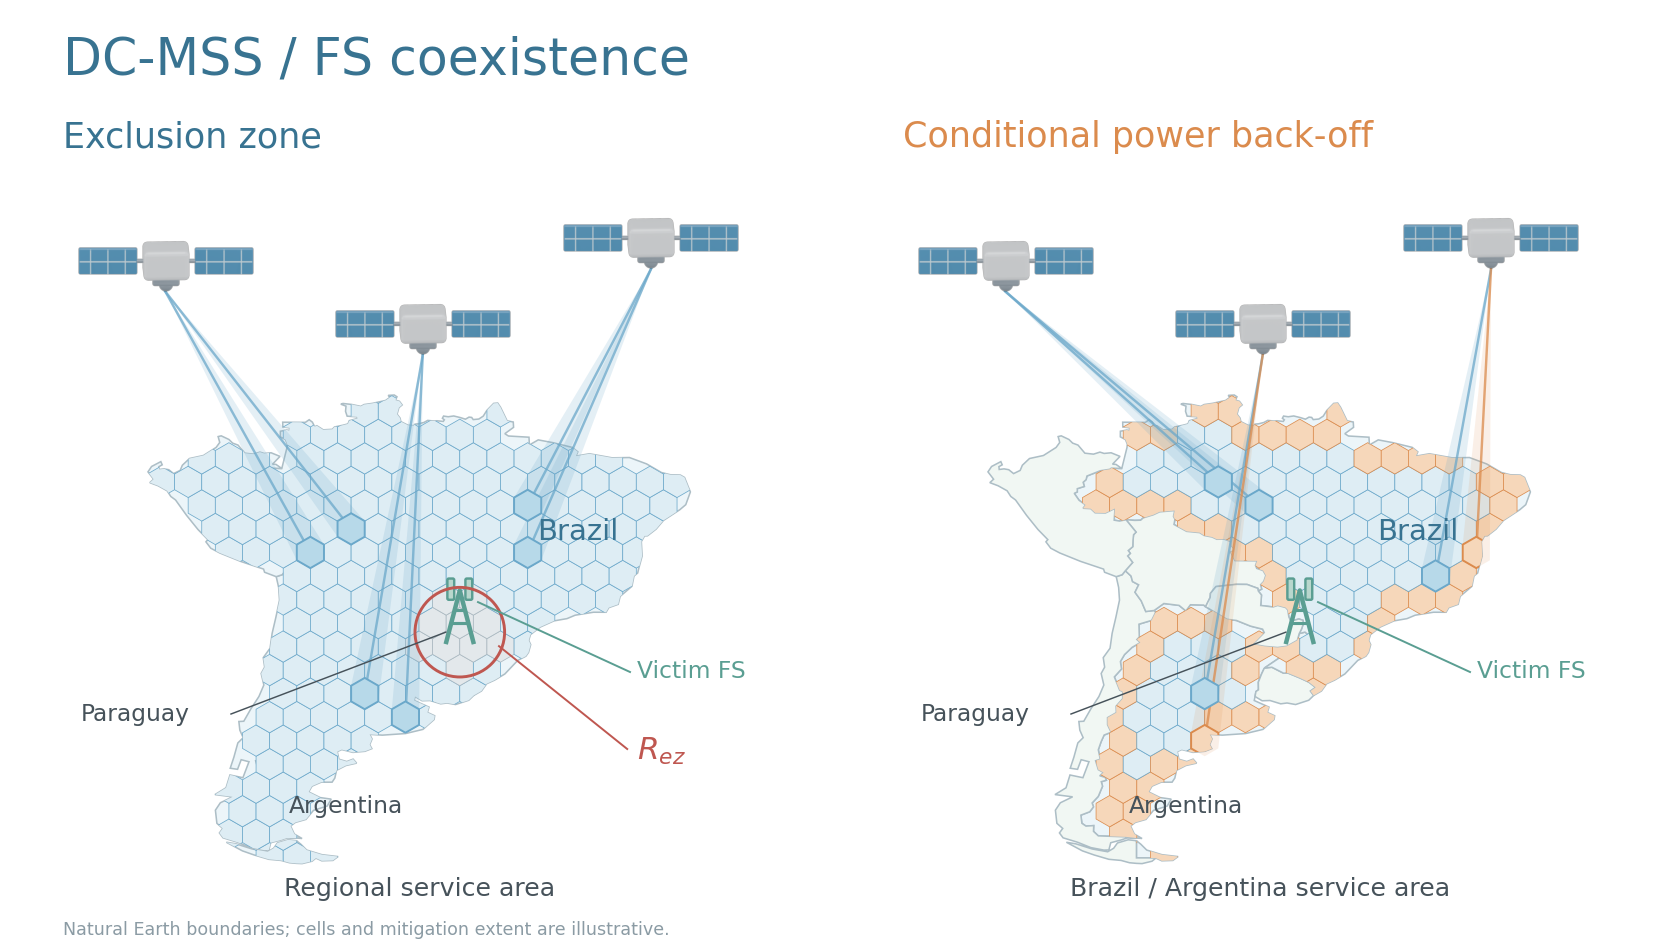 DC-MSS / FS coexistence
Exclusion zone
Conditional power back-off
Brazil
Victim FS
Paraguay
R_ez
Argentina
Regional service area
Brazil
Victim FS
Paraguay
Argentina
Brazil / Argentina service area
Natural Earth boundaries; cells and mitigation extent are illustrative.